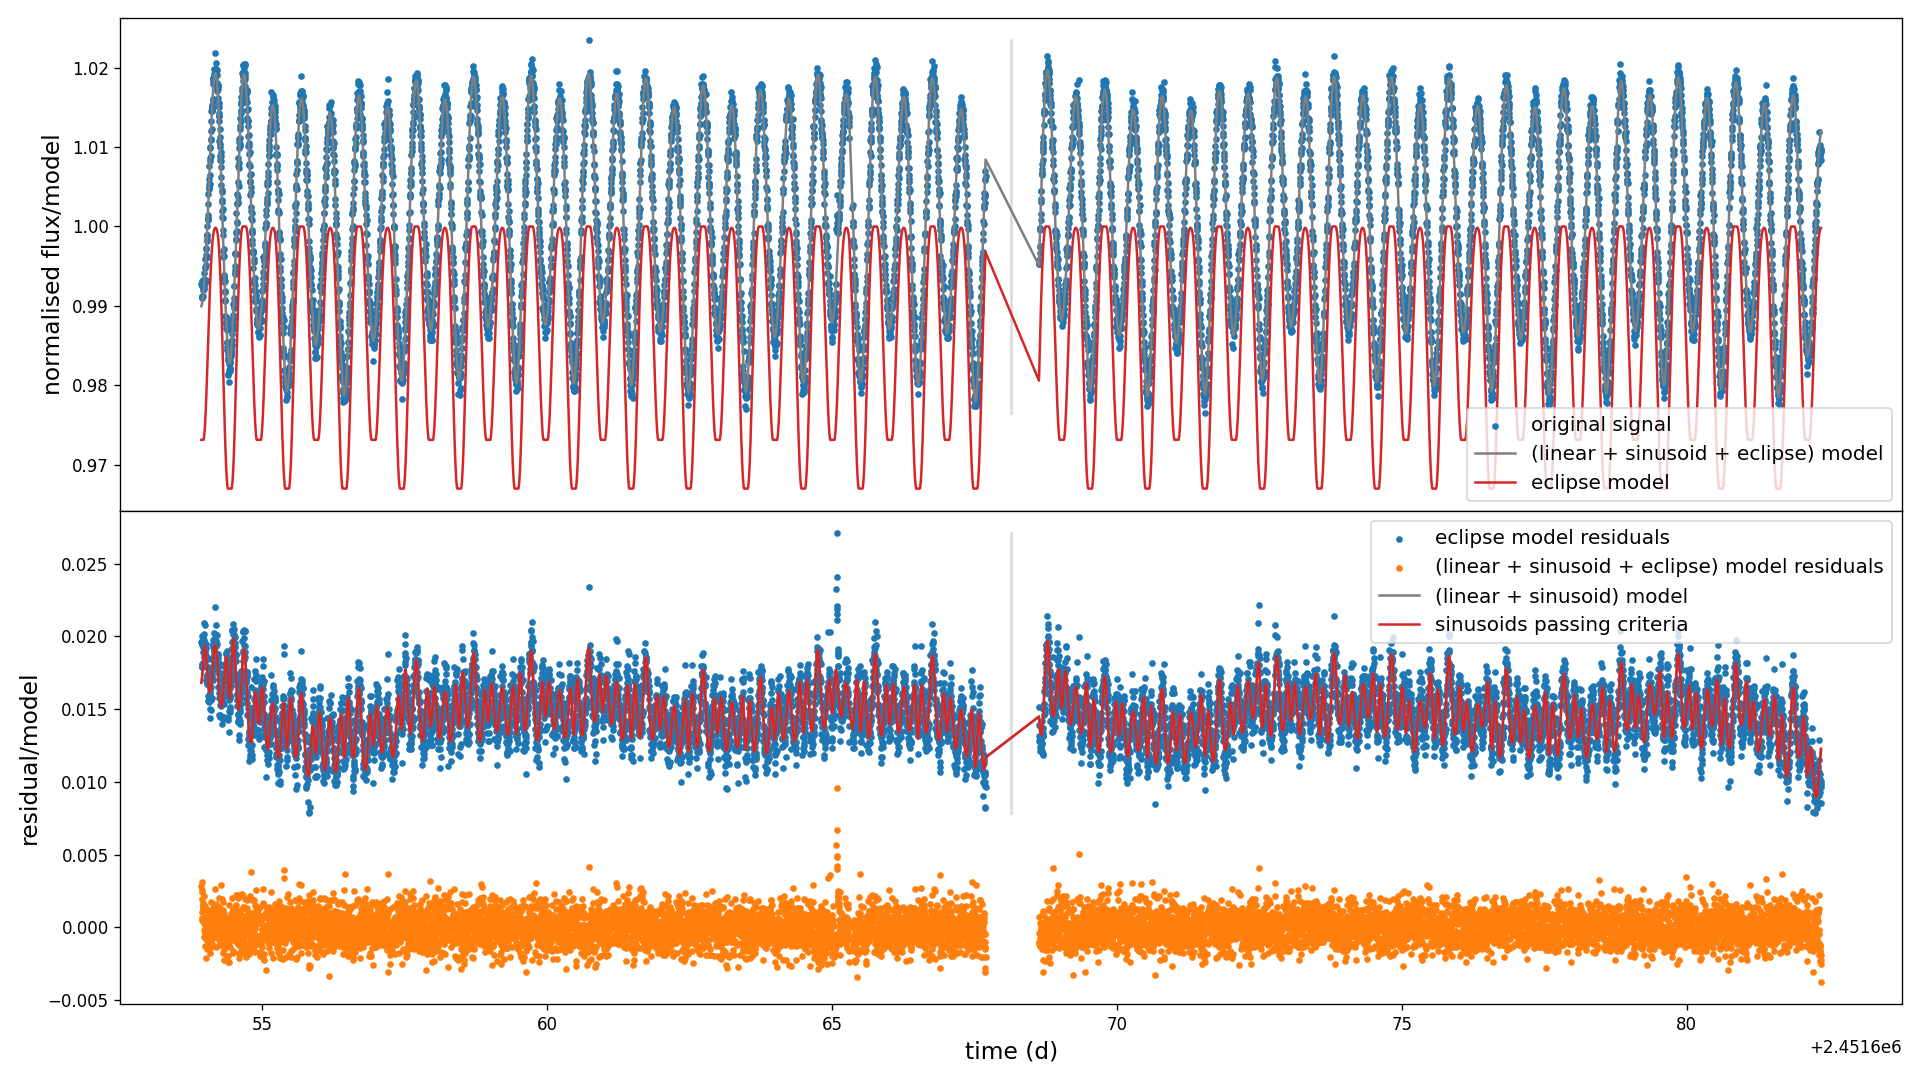 normalised flux/model
1.02
1.01
1.00
0.99
0.98
0.97
original signal
(linear + sinusoid + eclipse) model
eclipse model
residual/model
0.025
0.020
0.015
0.010
0.005
0.000
−0.005
eclipse model residuals
(linear + sinusoid + eclipse) model residuals
(linear + sinusoid) model
sinusoids passing criteria
55
60
65
70
75
80
time (d)
+2.4516e6